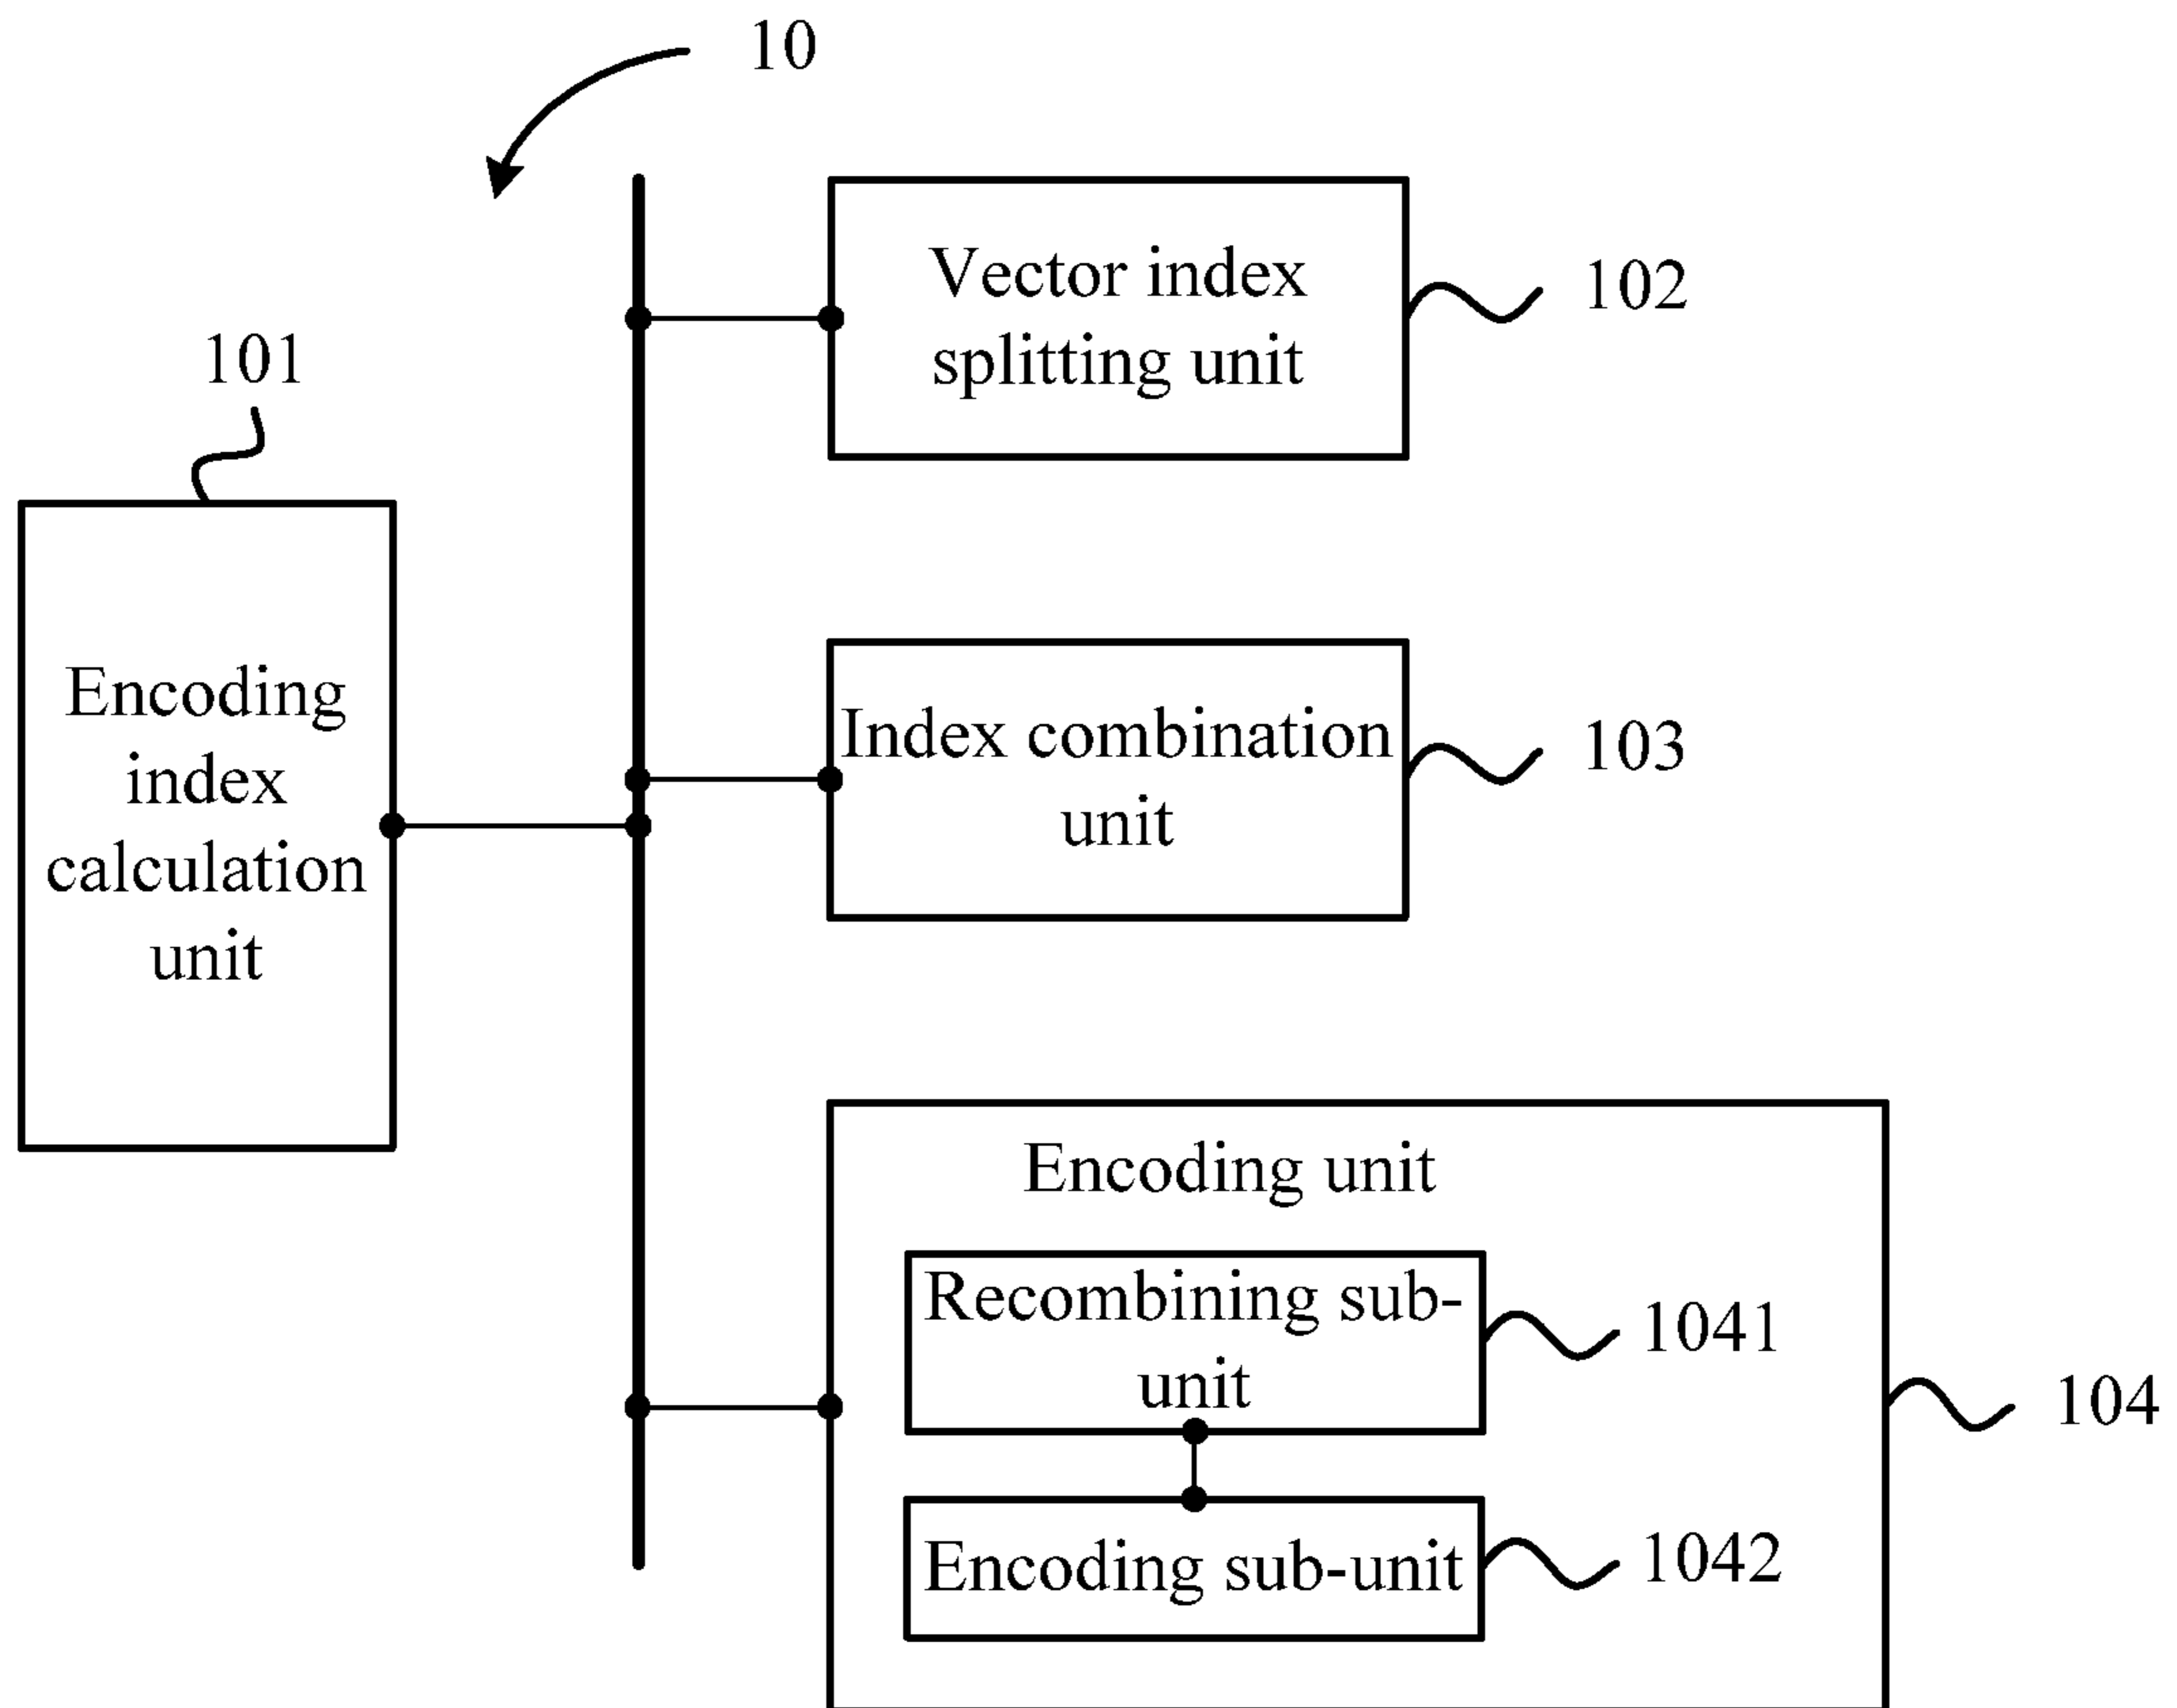 10
Vector index
splitting unit
102
101
Encoding
index
calculation
unit
Index combination
unit
103
Encoding unit
Recombining sub-
unit
1041
104
Encoding sub-unit
1042